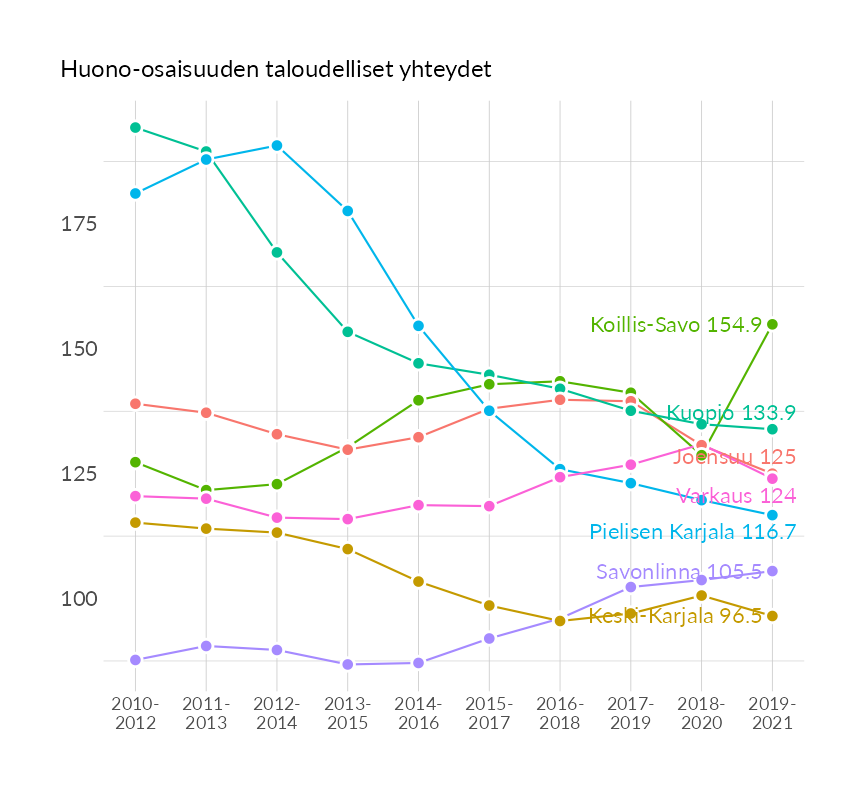 Huono-osaisuuden taloudelliset yhteydet
175
150
125
100
Koillis-Savo 154.9
Kuopio 133.9
Joensuu 125
Varkaus 124
Pielisen Karjala 116.7
Savonlinna 105.5
Keski-Karjala 96.5
2010- 2011- 2012- 2013- 2014- 2015- 2016- 2017- 2018- 2019-
2012 2013 2014 2015 2016 2017 2018 2019 2020 2021